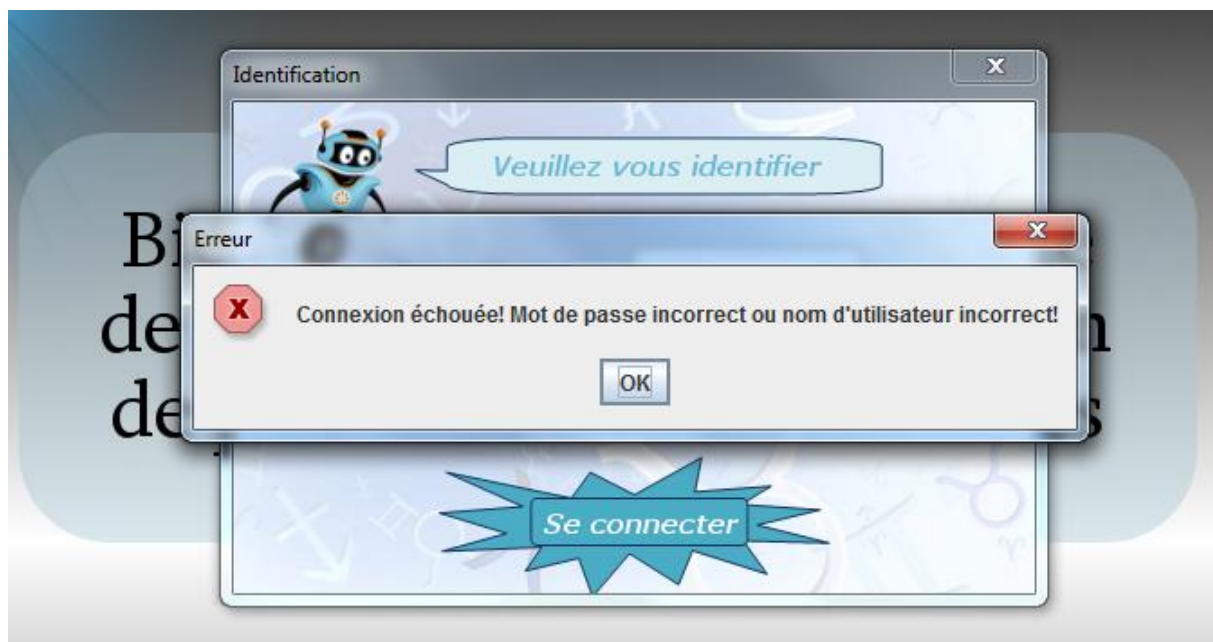 Identification
X
Veuillez vous identifier
Erreur
X
X
Connexion échouée! Mot de passe incorrect ou nom d'utilisateur incorrect!
OK
Se connecter